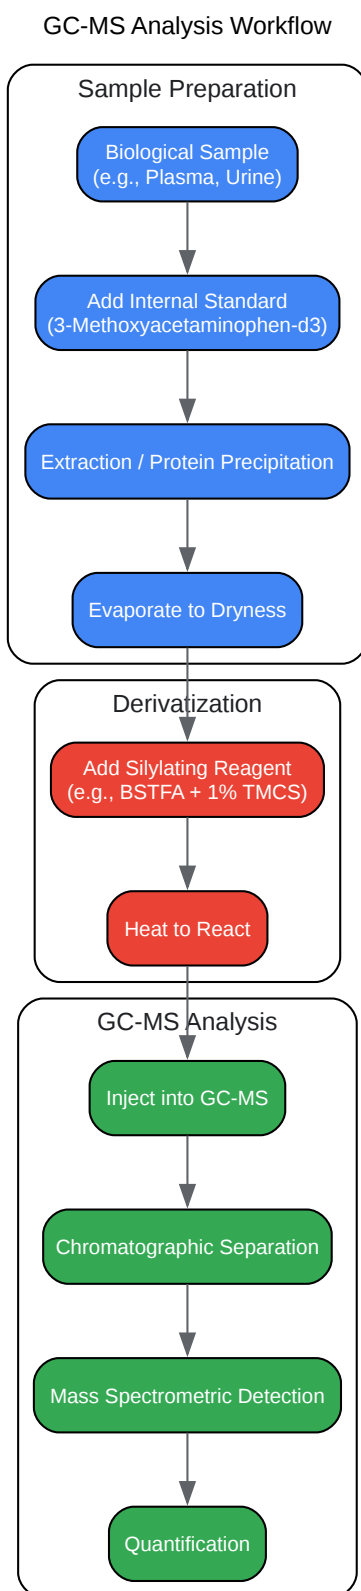 GC-MS Analysis Workflow
Sample Preparation
Biological Sample
(e.g., Plasma, Urine)
Add Internal Standard
(3-Methoxyacetaminophen-d3)
Extraction / Protein Precipitation
Evaporate to Dryness
Derivatization
Add Silylating Reagent
(e.g., BSTFA + 1% TMCS)
Heat to React
GC-MS Analysis
Inject into GC-MS
Chromatographic Separation
Mass Spectrometric Detection
Quantification